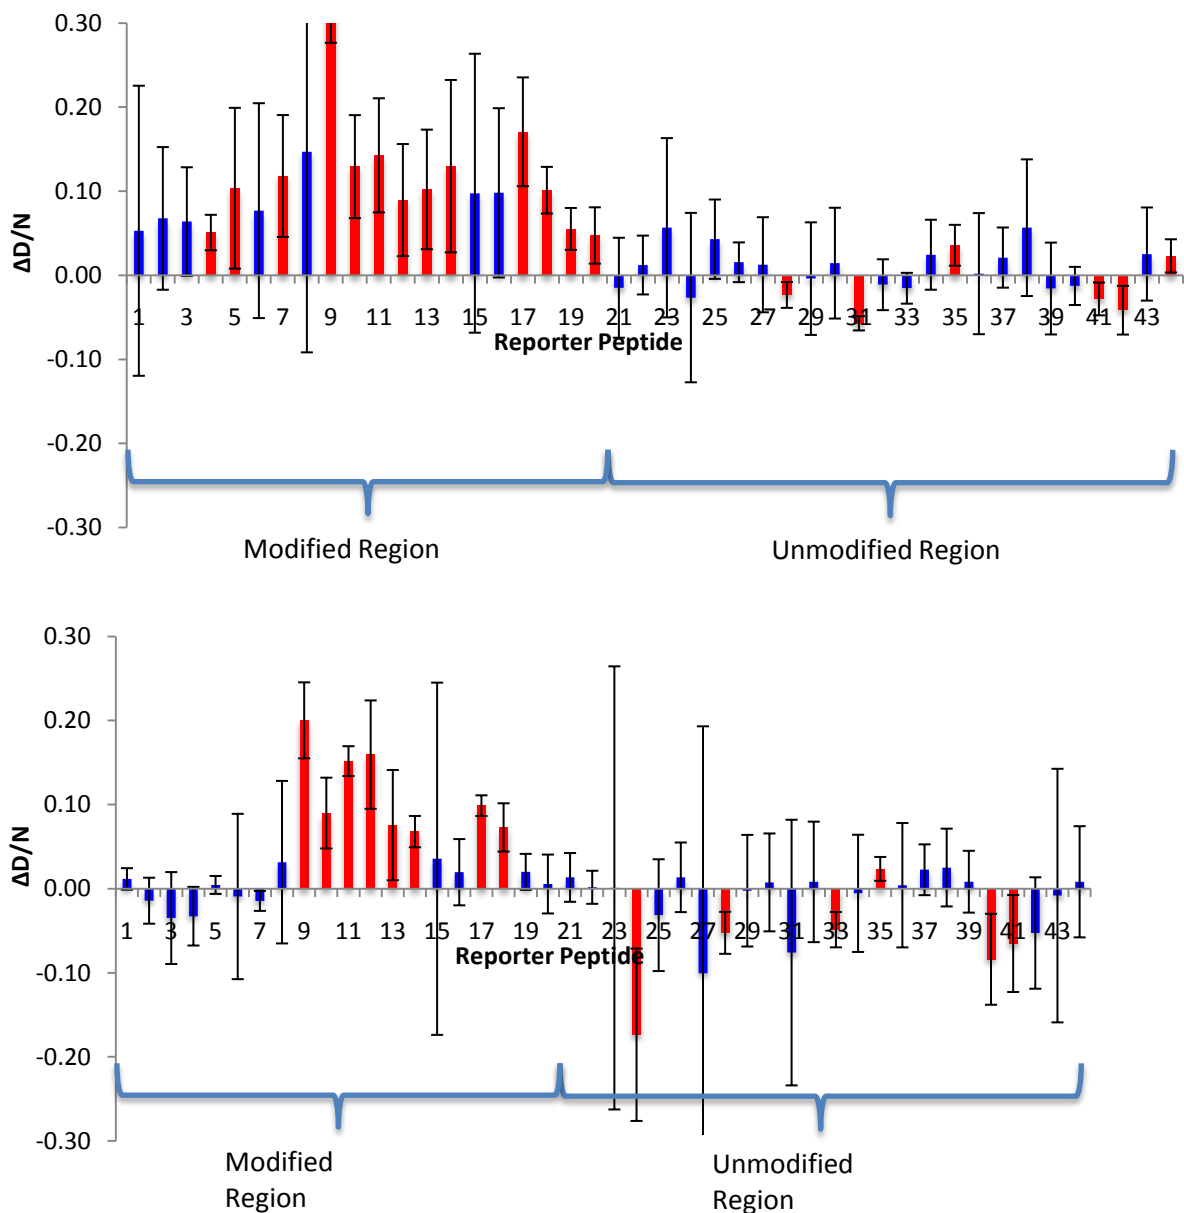 0.30
0.20
0.10
0.00
-0.10
-0.20
-0.30
ΔD/N
1 3 5 7 9 11 13 15 17 19 21 23 25 27 29 31 33 35 37 39 41 43
Reporter Peptide
Modified Region
Unmodified Region
0.30
0.20
0.10
0.00
-0.10
-0.20
-0.30
ΔD/N
1 3 5 7 9 11 13 15 17 19 21 23 25 27 29 31 33 35 37 39 41 43
Reporter Peptide
Modified
Region
Unmodified
Region